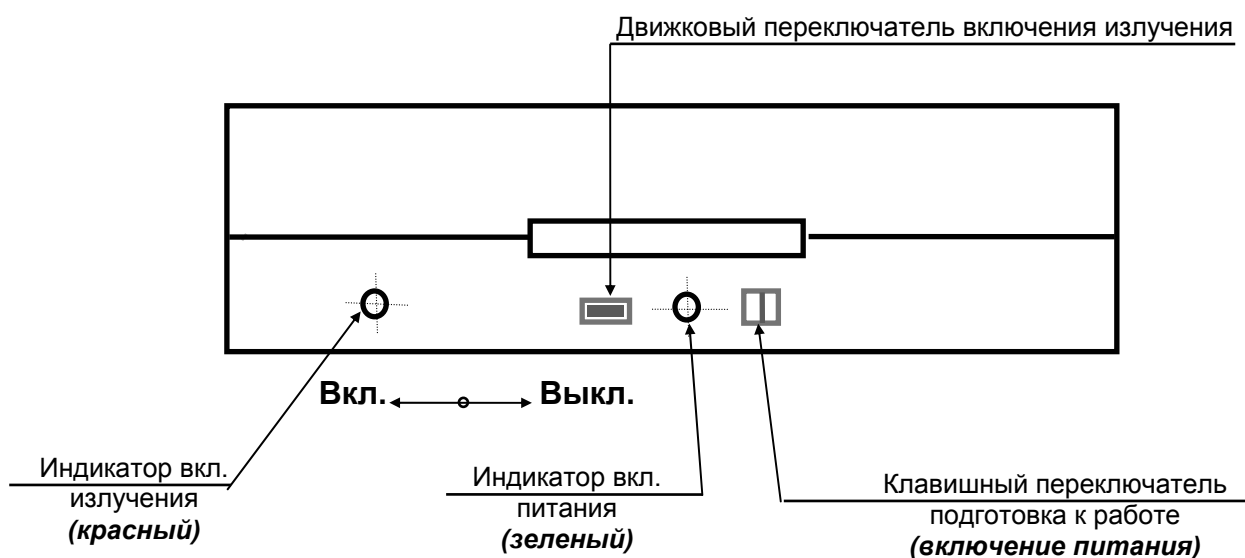 Движковый переключатель включения излучения
Вкл.
Выкл.
Индикатор вкл.
излучения
(красный)
Индикатор вкл.
питания
(зеленый)
Клавишный переключатель
подготовка к работе
(включение питания)